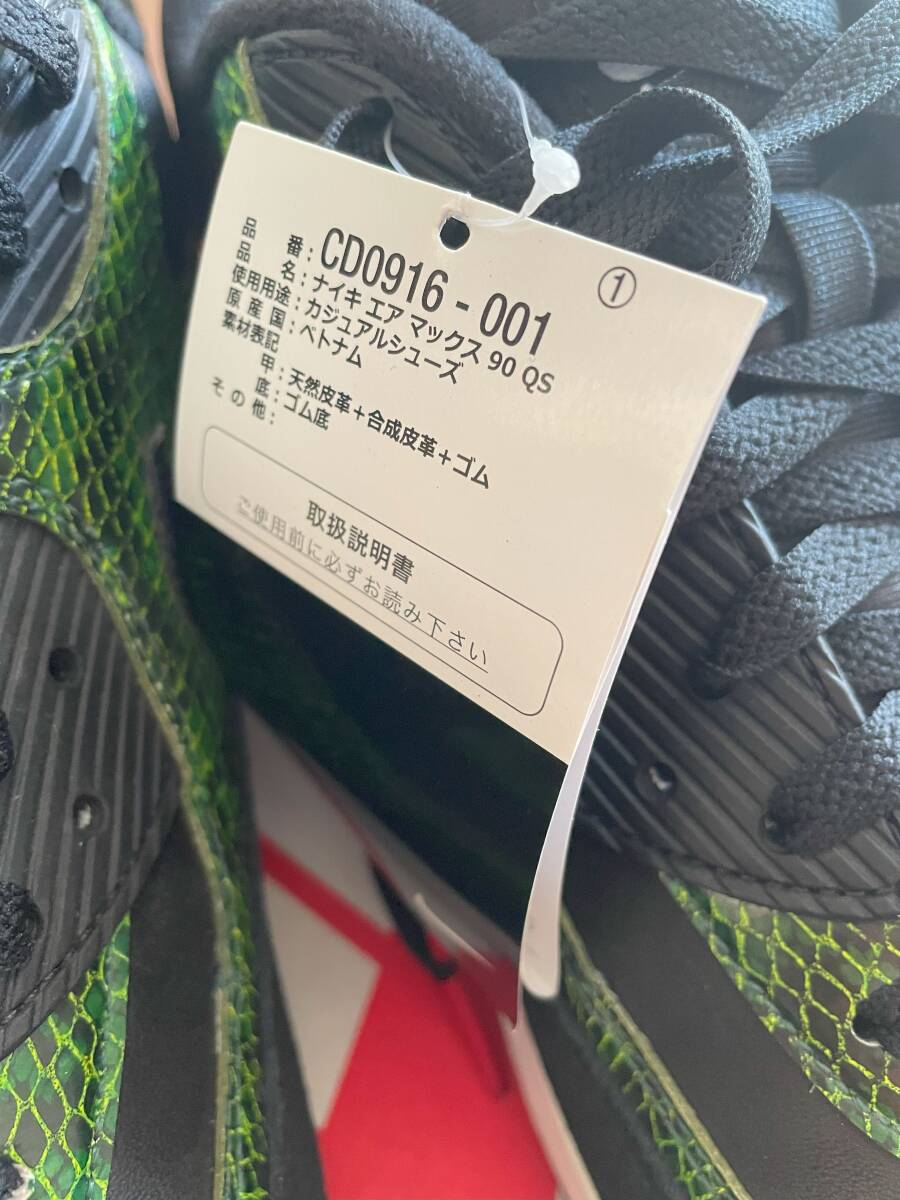 ①
品番：CD0916-001
品名：ナイキ エア マックス 90 QS
使用用途：カジュアルシューズ
原産国：ベトナム
素材表記
甲：天然皮革＋合成皮革＋ゴム
底：ゴム底
その他：
取扱説明書
ご使用前に必ずお読み下さい